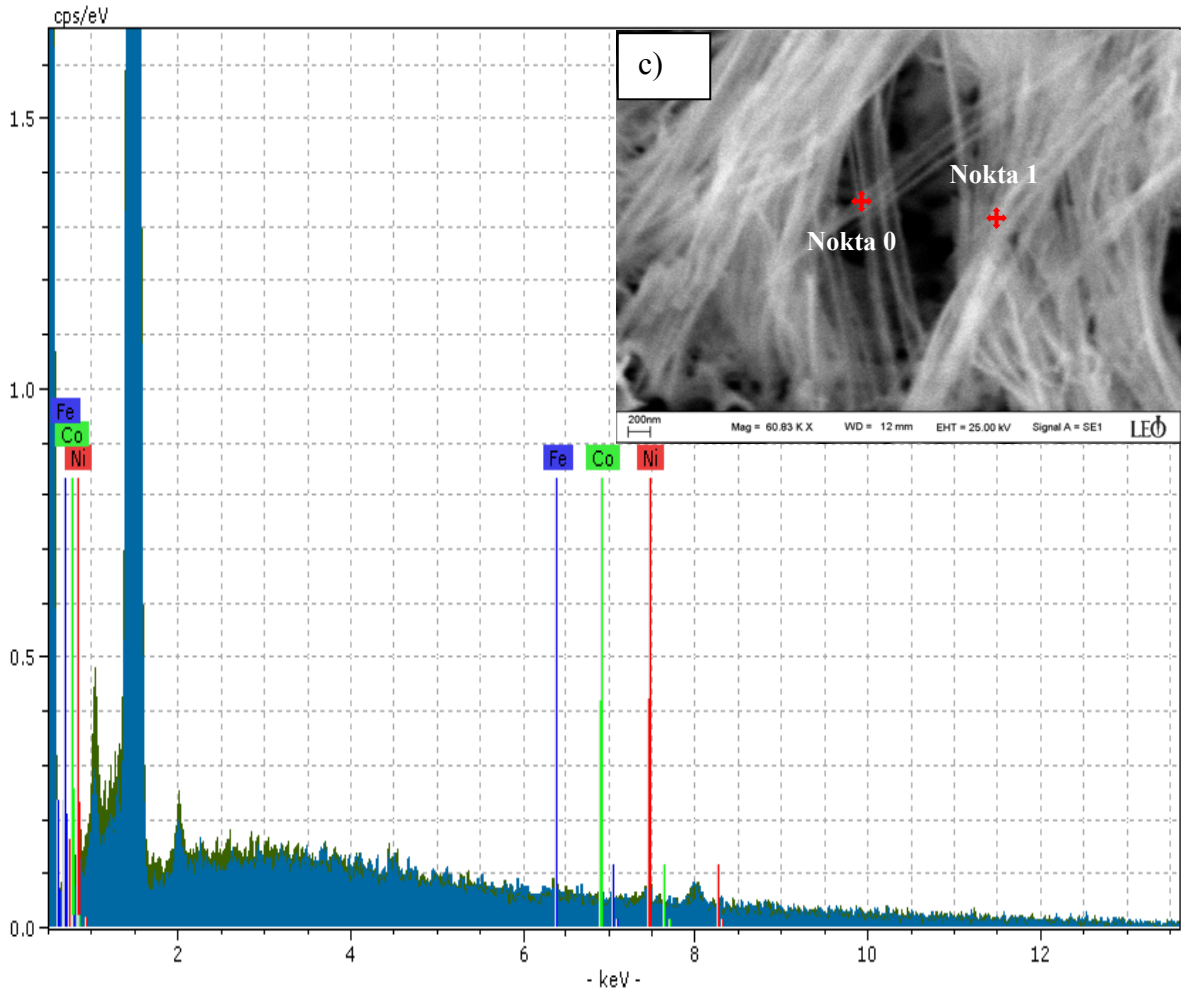 cps/eV
c)
1.5
1.0
0.5
0.0
Fe
Co
Ni
Fe
Co
Ni
2
4
6
8
10
12
- keV -
Nokta 1
Nokta 0
200nm
Mag = 60.83 K X
WD = 12 mm
EHT = 25.00 kV
Signal A = SE1
LEO